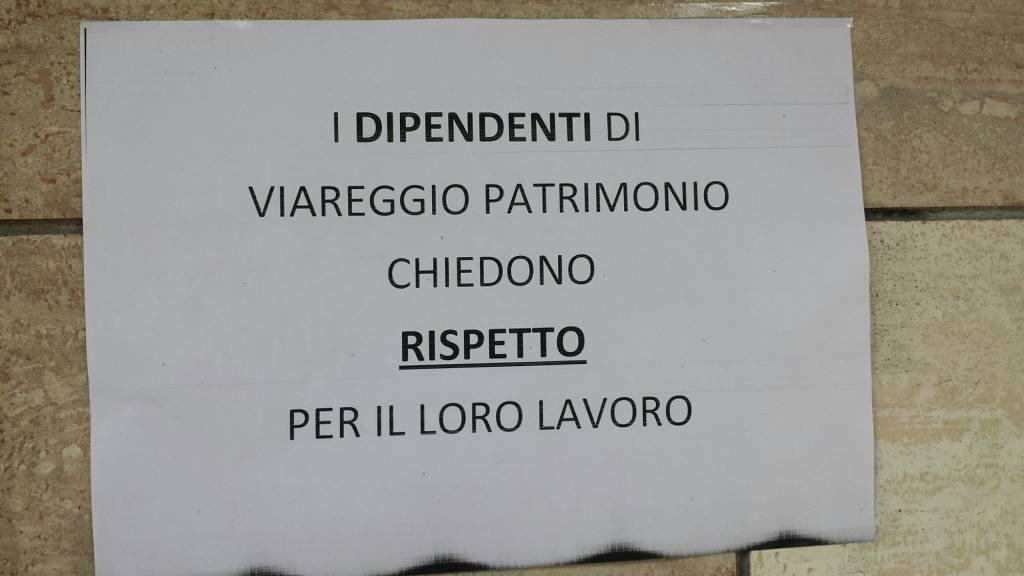 I DIPENDENTI DI
VIAREGGIO PATRIMONIO
CHIEDONO
RISPETTO
PER IL LORO LAVORO